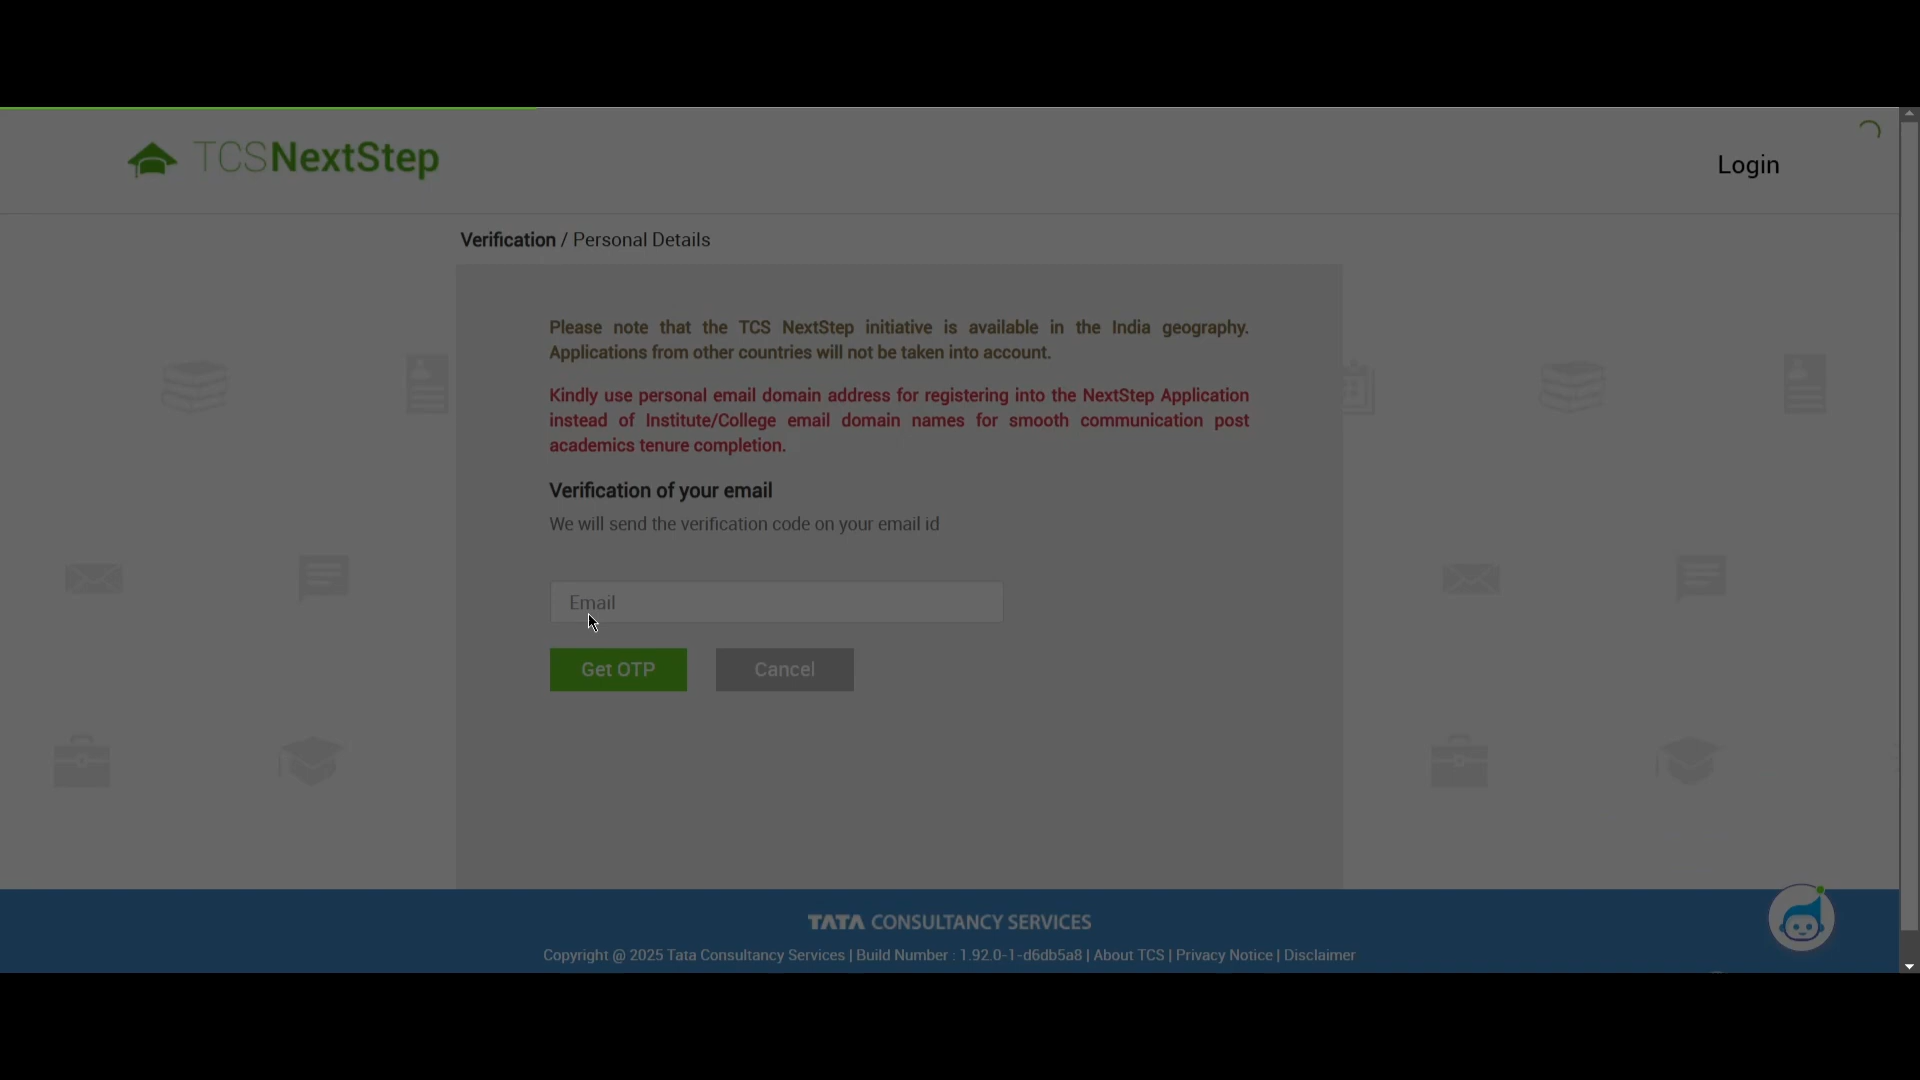 TCSNextStep
Login
Verification / Personal Details
Please note that the TCS NextStep initiative is available in the India geography.
Applications from other countries will not be taken into account.
Kindly use personal email domain address for registering into the NextStep Application
instead of Institute/College email domain names for smooth communication post
academics tenure completion.
Verification of your email
We will send the verification code on your email id
Email
Get OTP Cancel
TATA CONSULTANCY SERVICES
Copyright @ 2025 Tata Consultancy Services | Build Number : 1.92.0-1-d6db5a8 | About TCS | Privacy Notice | Disclaimer